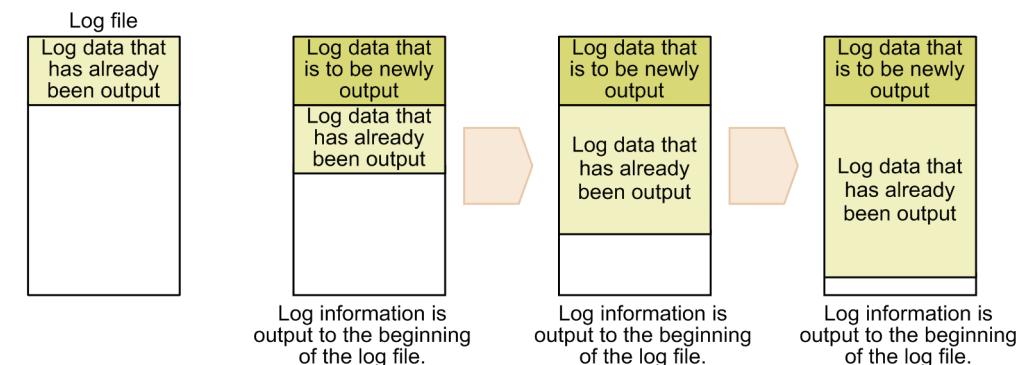 Log file
Log data that
has already
been output
Log data that
is to be newly
output
Log data that
has already
been output
Log information is
output to the beginning
of the log file.
Log data that
is to be newly
output
Log data that
has already
been output
Log information is
output to the beginning
of the log file.
Log data that
is to be newly
output
Log data that
has already
been output
Log information is
output to the beginning
of the log file.